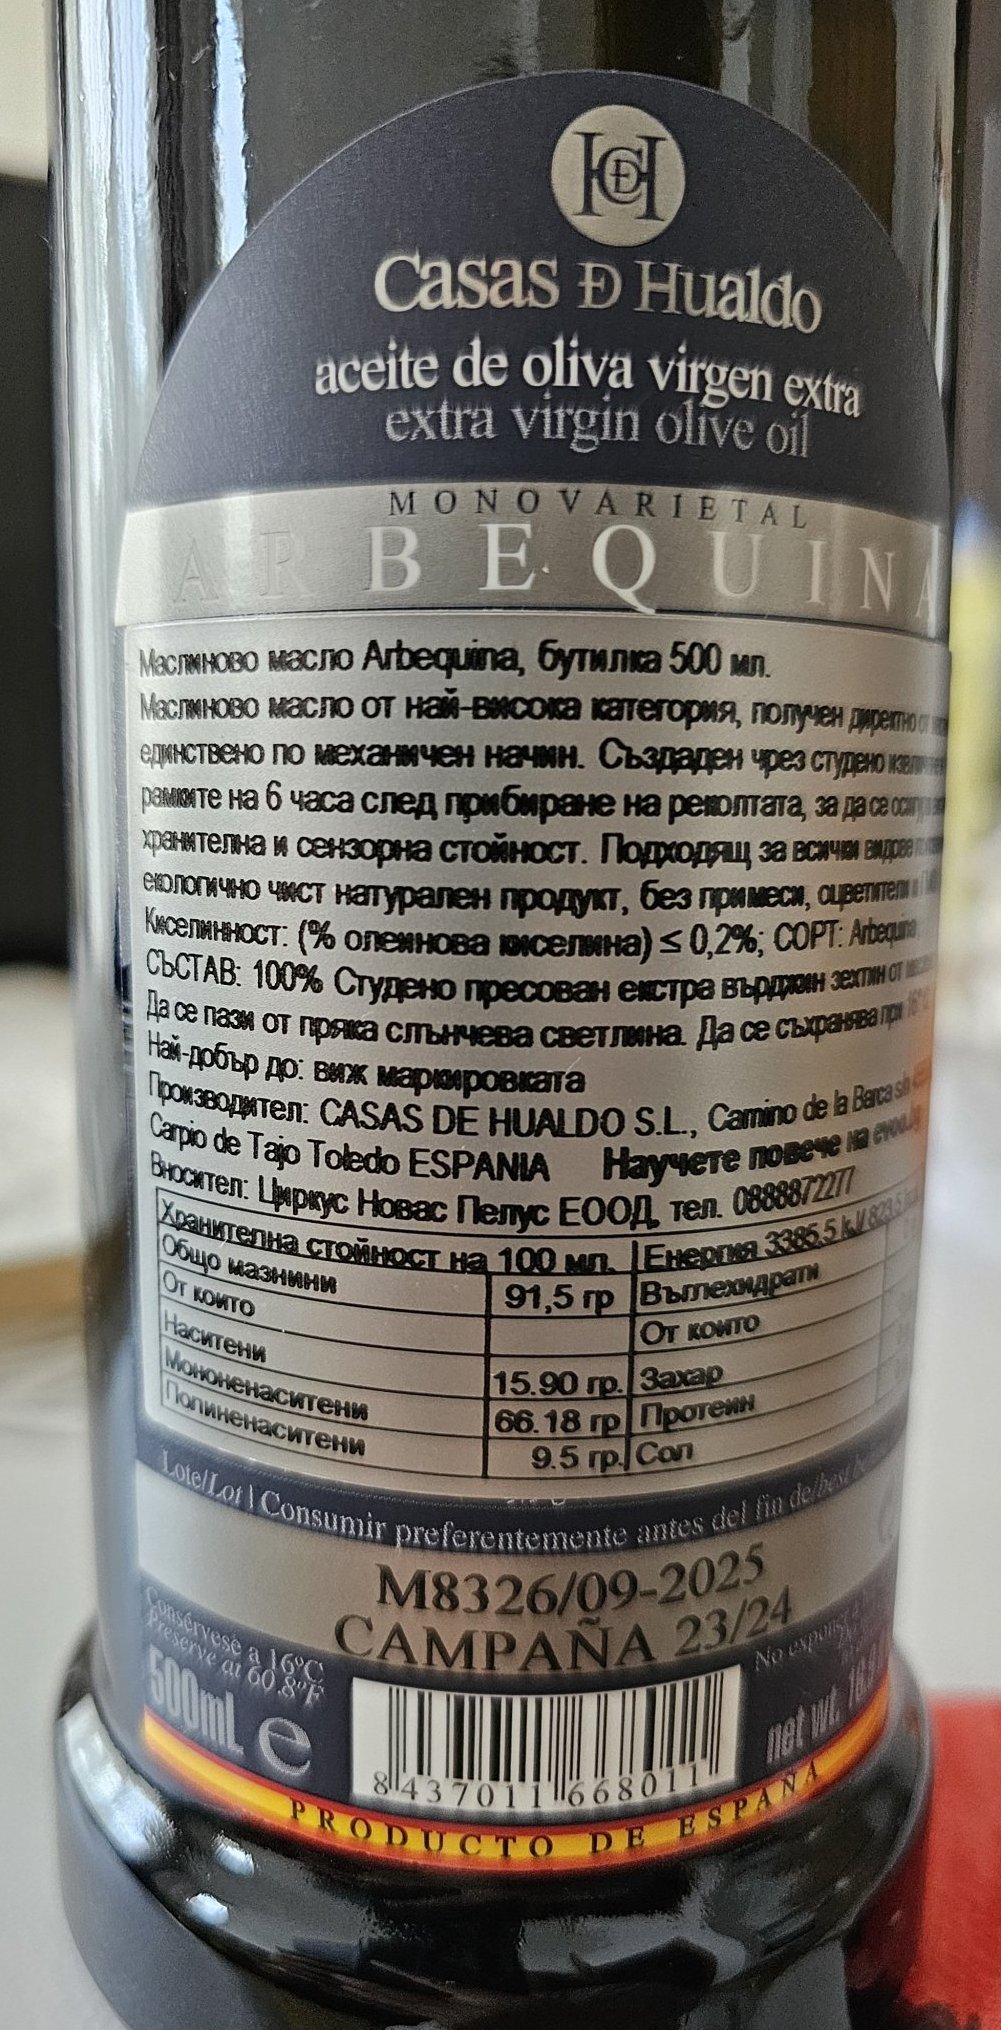 Casas Đ Hualdo
aceite de oliva virgen extra
extra virgin olive oil
MONOVARIETAL
ARBEQUINA
Маслиново масло Arbequina, бутилка 500 мл.
Маслиново масло от най-висока категория, получен директно от
единствено по механичен начин. Създаден чрез студено
рамките на 6 часа след прибиране на реколтата, за да се
хранителна и сензорна стойност. Подходящ за всички видове
екологично чист натурален продукт, без примеси, оцветители и
Киселинност: (% олеинова киселина) ≤ 0,2%; СОРТ: Arbequina
СЪСТАВ: 100% Студено пресован екстра върджин зехтин от
Да се пази от пряка слънчева светлина. Да се съхранява при 16°
Най-добър до: виж маркировката
Производител: CASAS DE HUALDO S.L., Camino de la Barca s/n
Carpio de Tajo Toledo ESPANIA Научете повече на
Вносител: Циркус Новас Пелус ЕООД, тел. 0888872277
Хранителна стойност на 100 мл. Енергия 3385,5 kJ/
Общо мазнини 91,5 гр Въглехидрати
От които От които
Наситени 15.90 гр. Захар
Мононенаситени 66.18 гр Протеин
Полиненаситени 9.5 гр. Сол
Lote/Lot | Consumir preferentemente antes del fin de/best
M8326/09-2025
CAMPAÑA 23/24
Consérvese a 16ºC
Preserve at 60.8ºF
No
500mL e
net wt.
8 437011 668011
PRODUCTO DE ESPAÑA